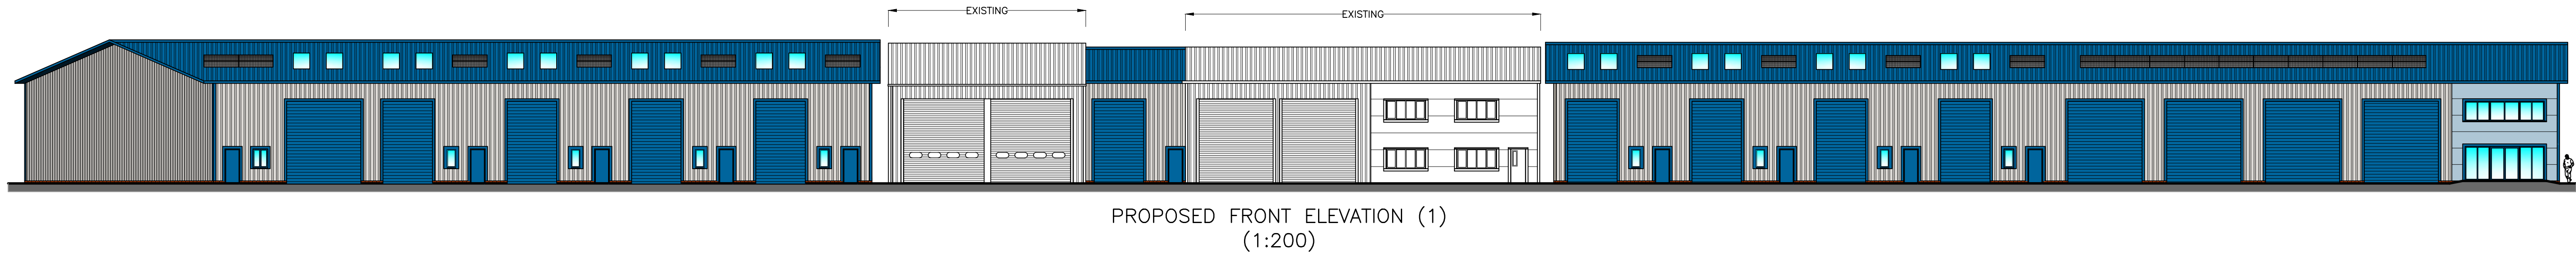 EXISTING
EXISTING
PROPOSED FRONT ELEVATION (1)
(1:200)